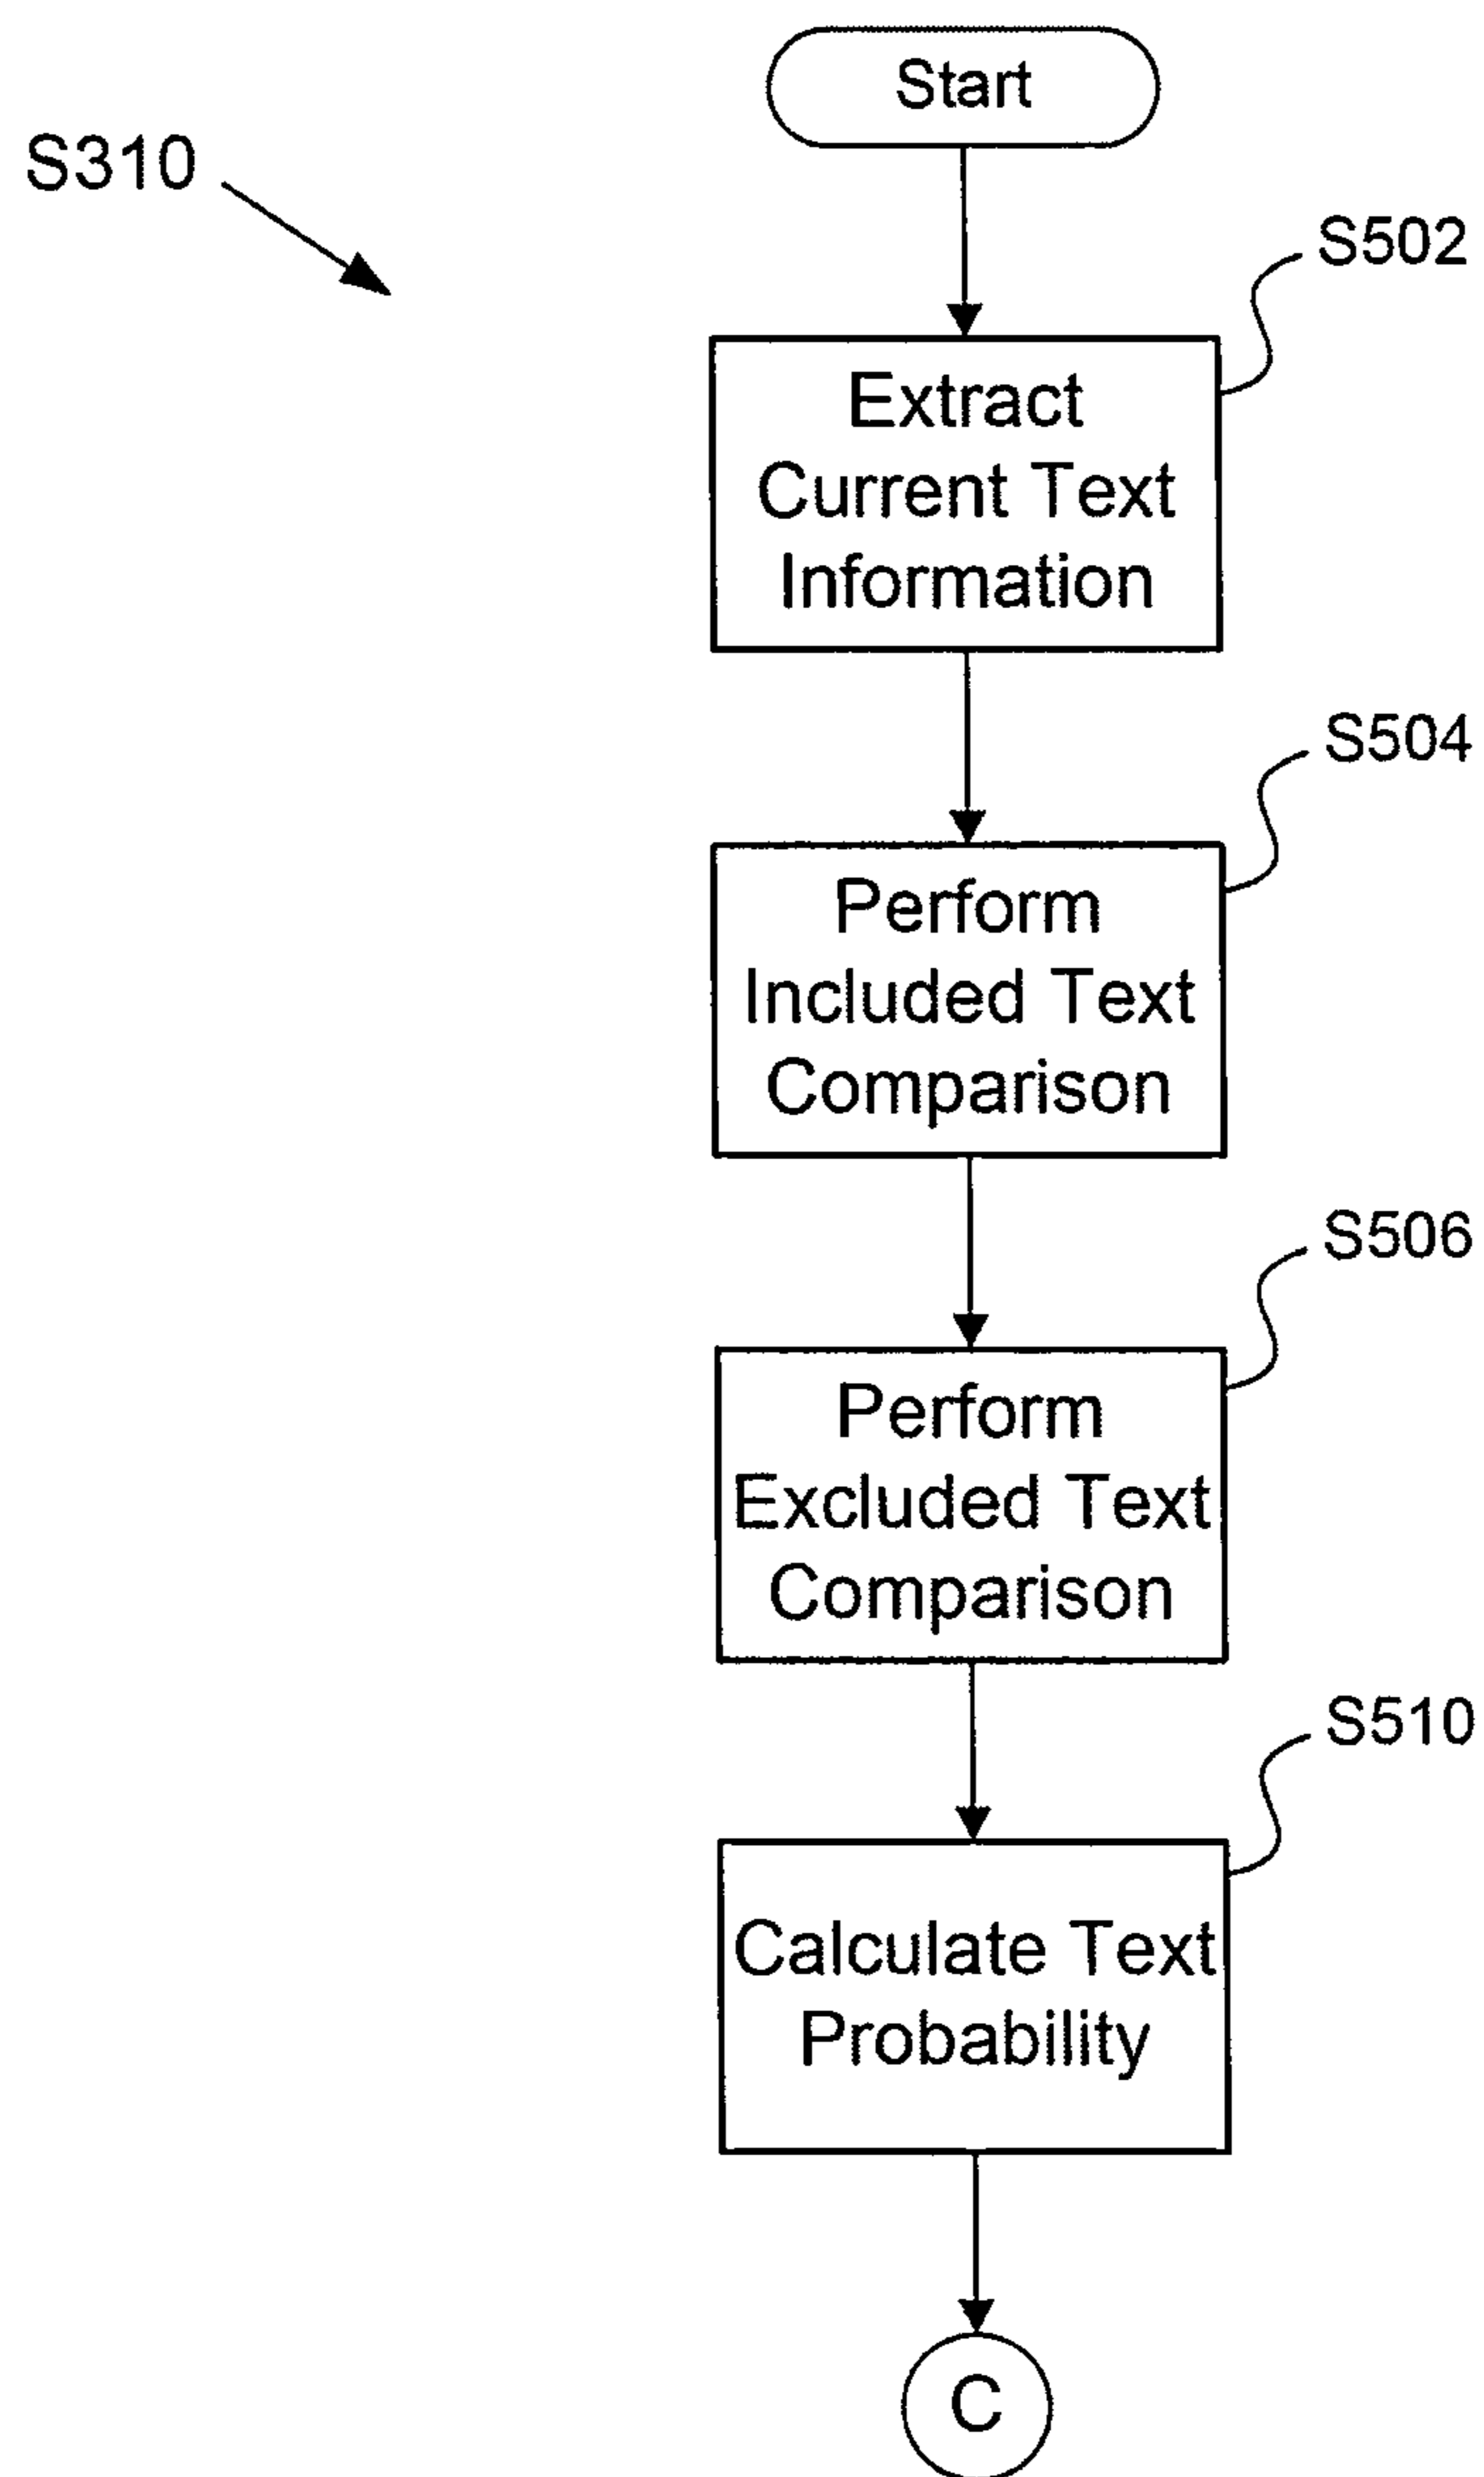 Start
S310
S502
Extract
Current Text
Information
S504
Perform
Included Text
Comparison
S506
Perform
Excluded Text
Comparison
S510
Calculate Text
Probability
C